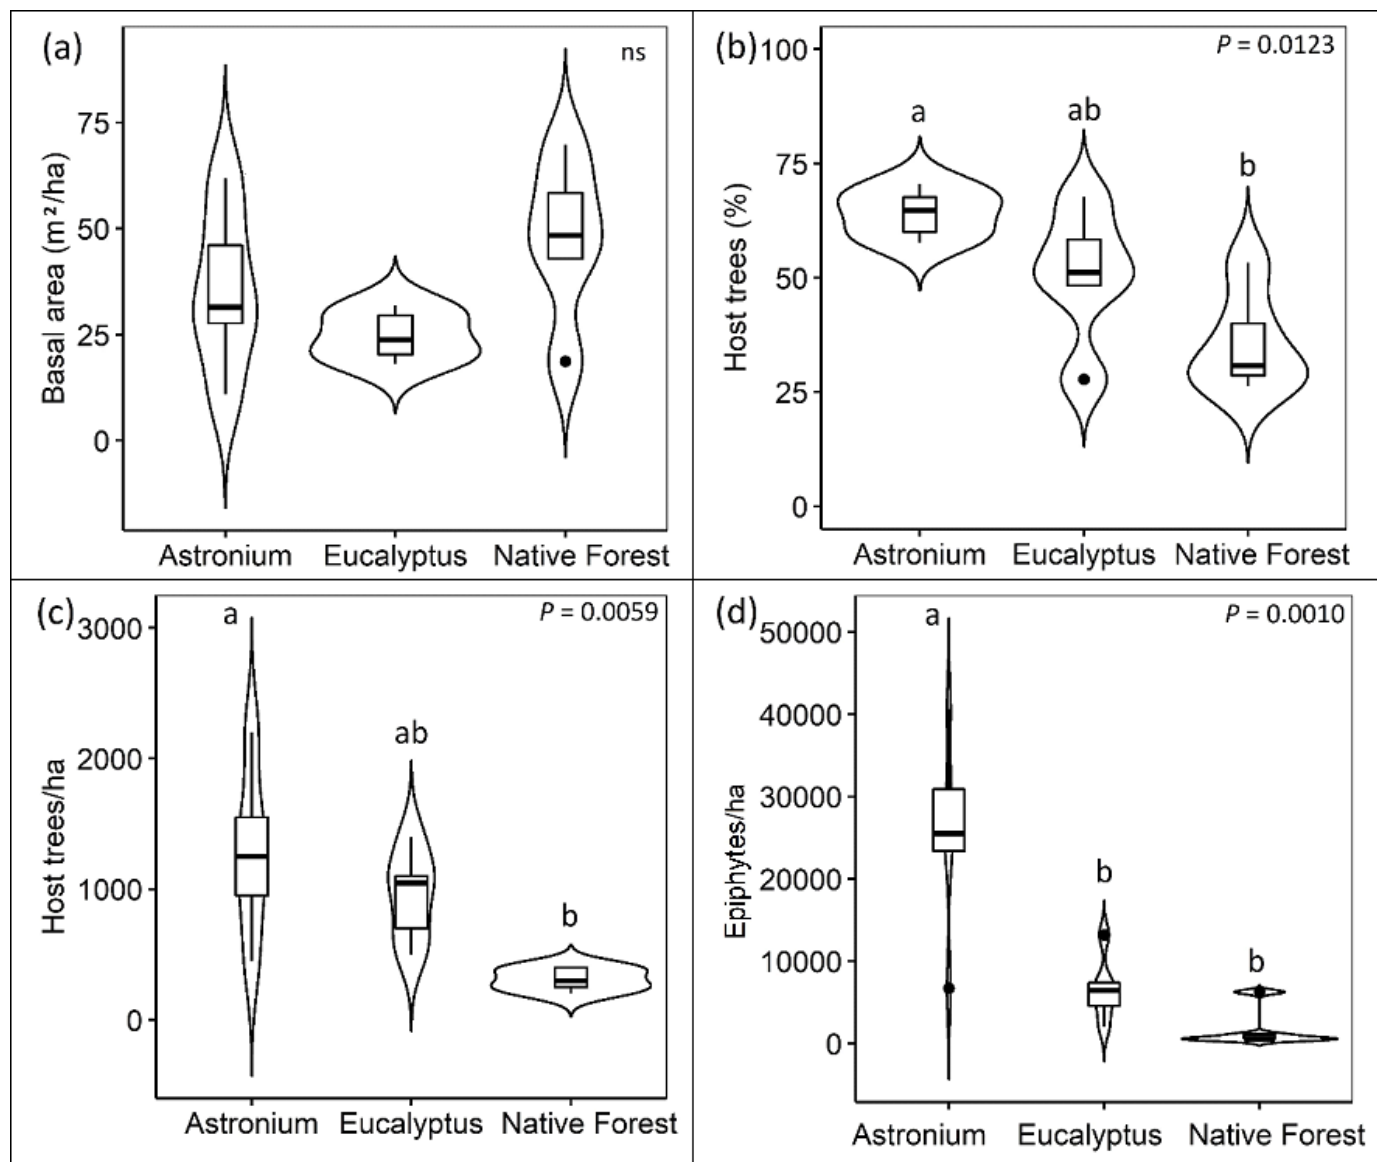 (a)
ns
Basal area (m²/ha)
75
50
25
0
Astronium Eucalyptus Native Forest
(b)
P = 0.0123
Host trees (%)
100
75
50
25
0
a
ab
b
Astronium Eucalyptus Native Forest
(c)
P = 0.0059
Host trees/ha
3000
2000
1000
0
a
ab
b
Astronium Eucalyptus Native Forest
(d)
P = 0.0010
Epiphytes/ha
50000
40000
30000
20000
10000
0
a
b
b
Astronium Eucalyptus Native Forest